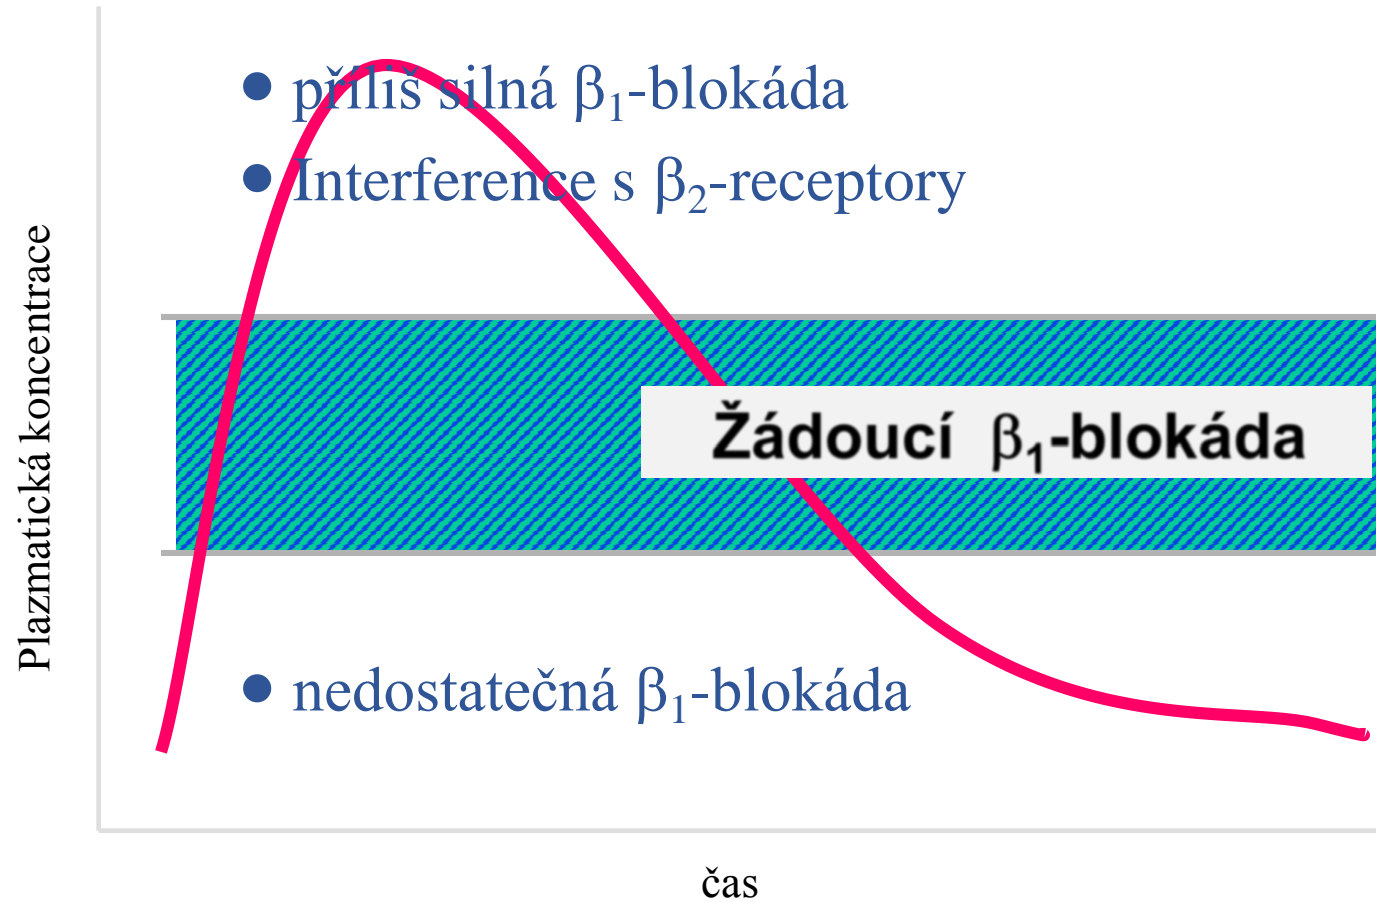 ● příliš silná β₁-blokáda
● Interference s β₂-receptory
Plazmatická koncentrace
Žádoucí β₁-blokáda
● nedostatečná β₁-blokáda
čas